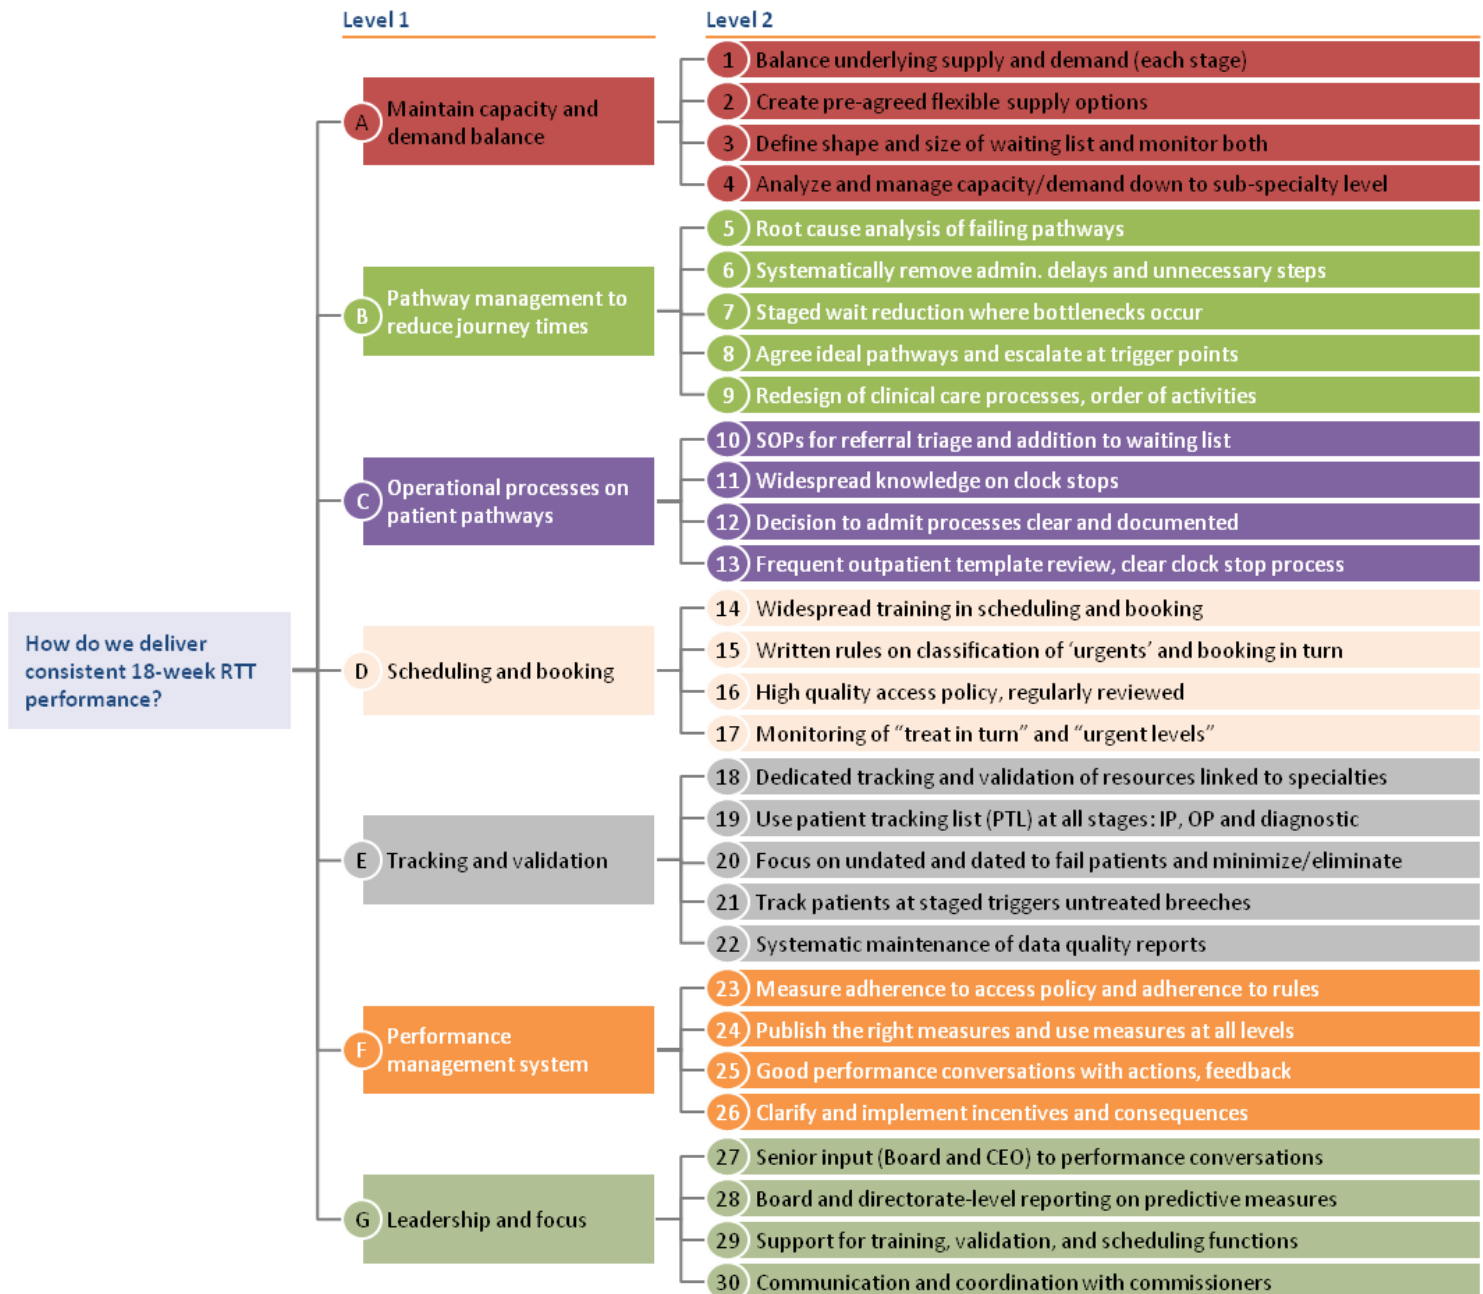 Level 1
Level 2
How do we deliver
consistent 18-week RTT
performance?
A
Maintain capacity and
demand balance
1 Balance underlying supply and demand (each stage)
2 Create pre-agreed flexible supply options
3 Define shape and size of waiting list and monitor both
4 Analyze and manage capacity/demand down to sub-specialty level
B
Pathway management to
reduce journey times
5 Root cause analysis of failing pathways
6 Systematically remove admin. delays and unnecessary steps
7 Staged wait reduction where bottlenecks occur
8 Agree ideal pathways and escalate at trigger points
9 Redesign of clinical care processes, order of activities
C
Operational processes on
patient pathways
10 SOPs for referral triage and addition to waiting list
11 Widespread knowledge on clock stops
12 Decision to admit processes clear and documented
13 Frequent outpatient template review, clear clock stop process
D
Scheduling and booking
14 Widespread training in scheduling and booking
15 Written rules on classification of ‘urgents’ and booking in turn
16 High quality access policy, regularly reviewed
17 Monitoring of “treat in turn” and “urgent levels”
E
Tracking and validation
18 Dedicated tracking and validation of resources linked to specialties
19 Use patient tracking list (PTL) at all stages: IP, OP and diagnostic
20 Focus on undated and dated to fail patients and minimize/eliminate
21 Track patients at staged triggers untreated breeches
22 Systematic maintenance of data quality reports
F
Performance
management system
23 Measure adherence to access policy and adherence to rules
24 Publish the right measures and use measures at all levels
25 Good performance conversations with actions, feedback
26 Clarify and implement incentives and consequences
G
Leadership and focus
27 Senior input (Board and CEO) to performance conversations
28 Board and directorate-level reporting on predictive measures
29 Support for training, validation, and scheduling functions
30 Communication and coordination with commissioners